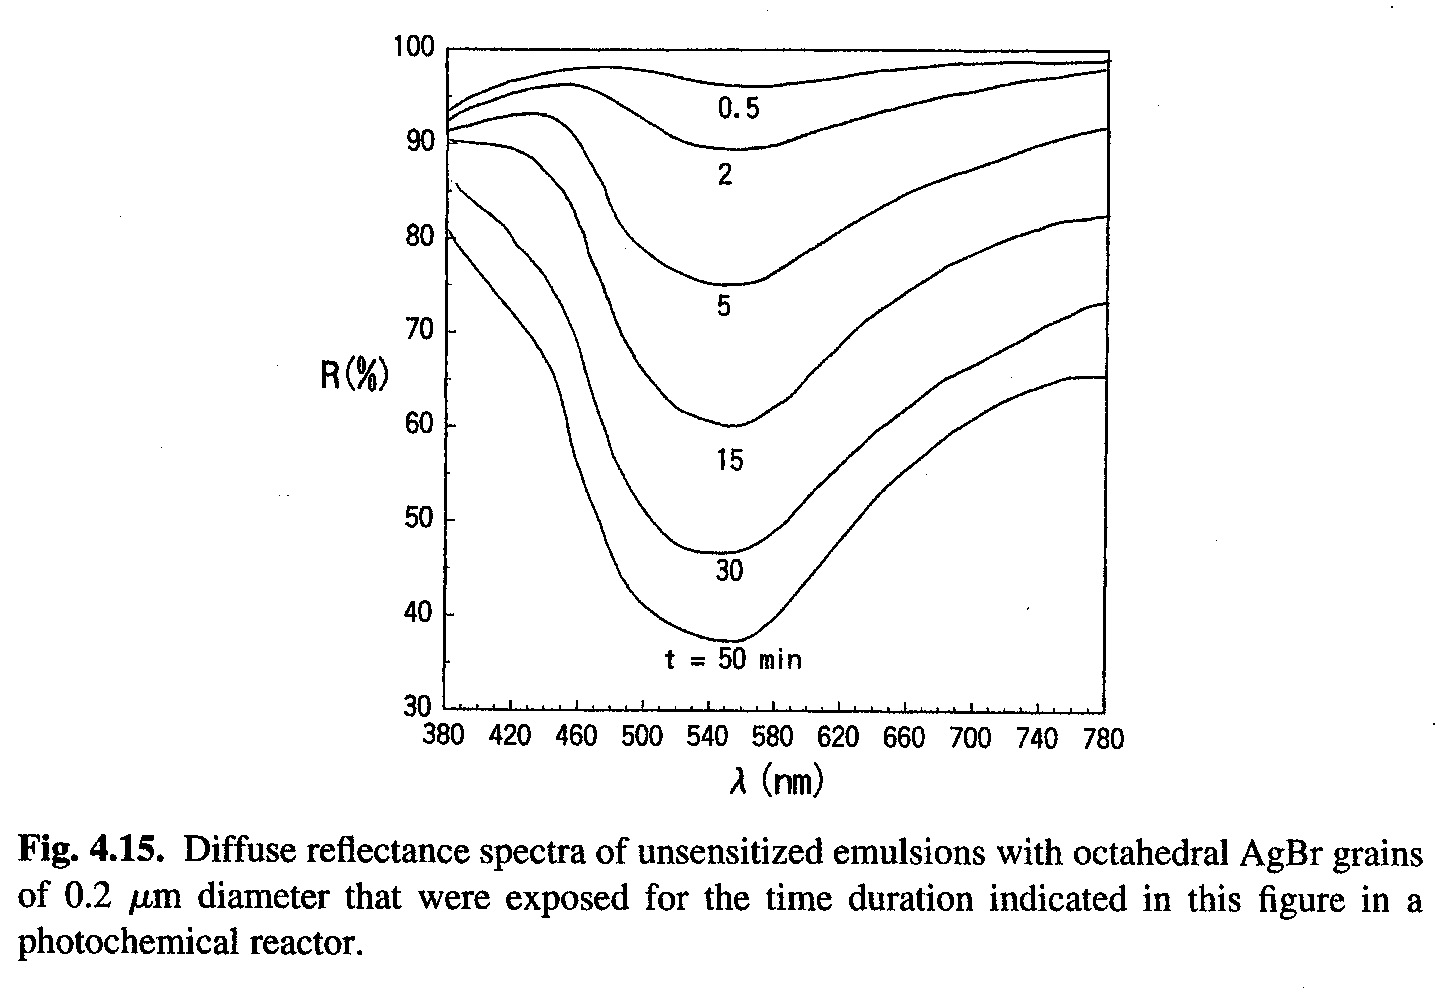 100
0.5
90
2
80
5
70
R(%)
60
15
50
30
40
t = 50 min
30
380 420 460 500 540 580 620 660 700 740 780
λ (nm)
Fig. 4.15. Diffuse reflectance spectra of unsensitized emulsions with octahedral AgBr grains
of 0.2 μm diameter that were exposed for the time duration indicated in this figure in a
photochemical reactor.